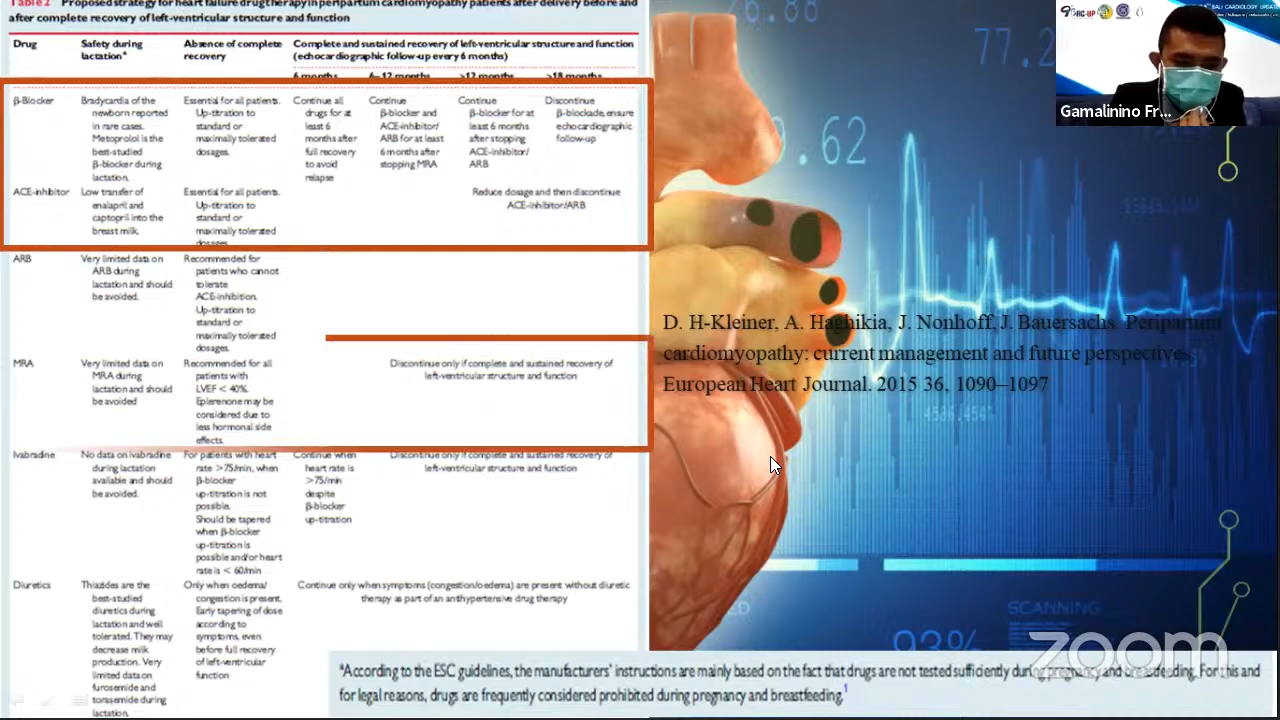 Table 2 Proposed strategy for heart failure drug therapy in peripartum cardiomyopathy patients after delivery before and
after complete recovery of left-ventricular structure and function
Drug
Safety during
lactation*
Absence of complete
recovery
Complete and sustained recovery of left-ventricular structure and function
(echocardiographic follow-up every 6 months)
6 months
6–12 months
>12 months
>18 months
β-Blocker
Bradycardia of the
newborn reported
in rare cases.
Metoprolol is the
best-studied
β-blocker during
lactation.
Essential for all patients.
Up-titration to
standard or
maximally tolerated
dosages.
Continue all
drugs for at
least 6
months after
full recovery
to avoid
relapse
Continue
β-blocker and
ACE-inhibitor/
ARB for at least
6 months after
stopping MRA
Continue
β-blocker for at
least 6 months
after stopping
ACE-inhibitor/
ARB
Discontinue
β-blockade, ensure
echocardiographic
follow-up
ACE-inhibitor
Low transfer of
enalapril and
captopril into the
breast milk.
Essential for all patients.
Up-titration to
standard or
maximally tolerated
dosages
Reduce dosage and then discontinue
ACE-inhibitor/ARB
ARB
Very limited data on
ARB during
lactation and should
be avoided.
Recommended for
patients who cannot
tolerate
ACE-inhibition.
Up-titration to
standard or
maximally tolerated
dosages.
MRA
Very limited data on
MRA during
lactation and should
be avoided
Recommended for all
patients with
LVEF < 40%.
Eplerenone may be
considered due to
less hormonal side
effects.
Discontinue only if complete and sustained recovery of
left-ventricular structure and function
Ivabradine
No data on ivabradine
during lactation
available and should
be avoided.
For patients with heart
rate >75/min, when
β-blocker
up-titration is not
possible.
Should be tapered
when β-blocker
up-titration is
possible and/or heart
rate is < 60/min
Continue when
heart rate is
>75/min
despite
β-blocker
up-titration
Discontinue only if complete and sustained recovery of
left-ventricular structure and function
Diuretics
Thiazides are the
best-studied
diuretics during
lactation and well
tolerated. They may
decrease milk
production. Very
limited data on
furosemide and
torasemide during
lactation.
Only when oedema/
congestion is present.
Early tapering of dose
according to
symptoms, even
before full recovery
of left-ventricular
function
Continue only when symptoms (congestion/oedema) are present without diuretic
therapy as part of an anthypertensive drug therapy
D. H-Kleiner, A. Haghikia, J. Nonhoff, J. Bauersachs. Peripartum
cardiomyopathy: current management and future perspectives.
European Heart Journal. 2015 36, 1090–1097
*According to the ESC guidelines, the manufacturers' instructions are mainly based on the fact that drugs are not tested sufficiently during pregnancy and breastfeeding. For this and
for legal reasons, drugs are frequently considered prohibited during pregnancy and breastfeeding.1
BALI CARDIOLOGY UPDATE
Gamalinino Fr...
77.2
.62
SCANNING
93%
zoom